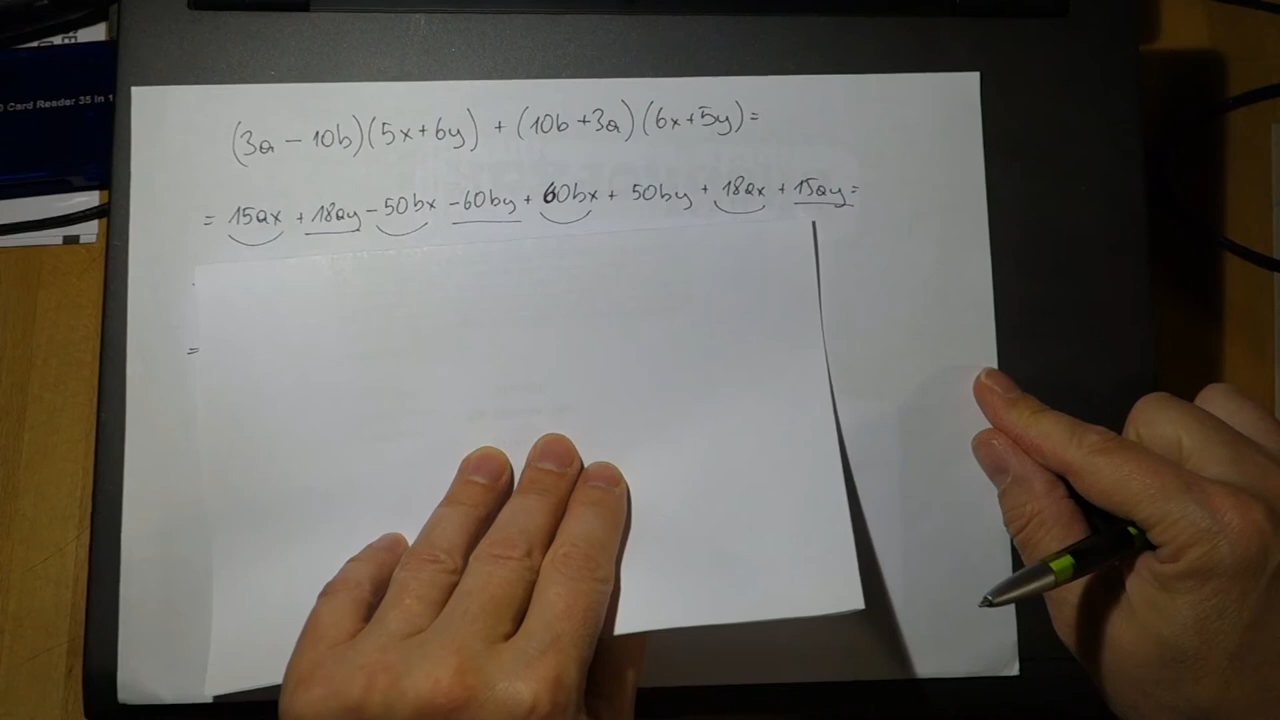 Card Reader 35 In 1
(3a - 10b)(5x+6y) + (10b+3a)(6x+5y)=
= 15ax + 18ay - 50bx - 60by + 60bx + 50by + 18ax + 15ay =
=